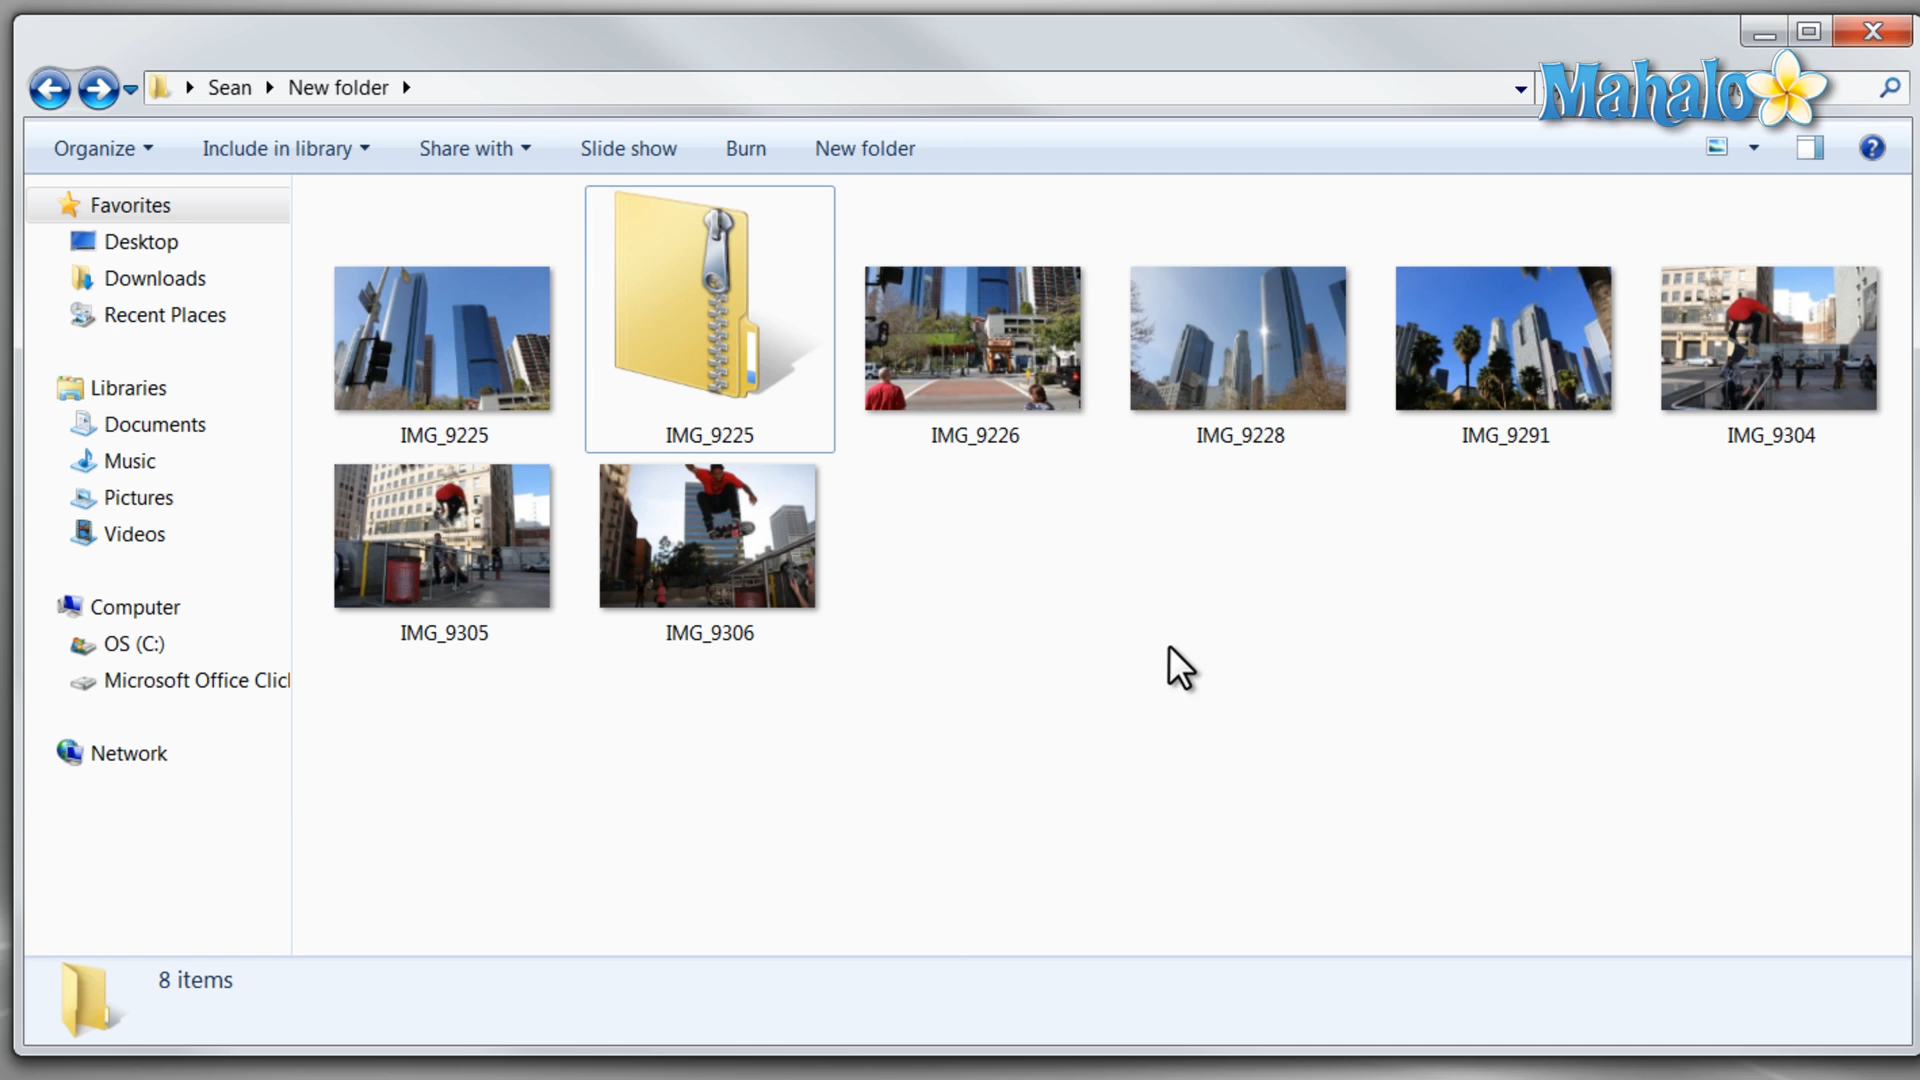 Sean New folder
Mahalo
Organize Include in library Share with Slide show Burn New folder
Favorites
Desktop
Downloads
Recent Places
Libraries
Documents
Music
Pictures
Videos
Computer
OS (C:)
Microsoft Office Clic
Network
IMG_9225 IMG_9225 IMG_9226 IMG_9228 IMG_9291 IMG_9304
IMG_9305 IMG_9306
8 items